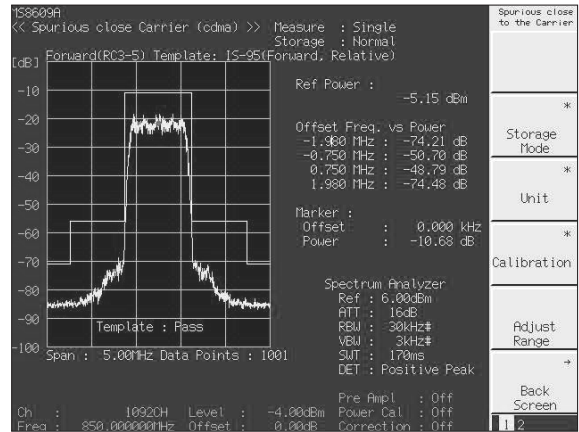 MS8609A
<< Spurious close Carrier (cdma) >> Measure : Single
Storage : Normal
Forward(RC3-5) Template: IS-95(Forward, Relative)
[dB]
-10
-20
-30
-40
-50
-60
-70
-80
-90
-100
Template : Pass
Span : 5.00MHz Data Points : 1001
Ref Power :
-5.15 dBm
Offset Freq. vs Power
-1.980 MHz : -74.21 dB
-0.750 MHz : -50.70 dB
0.750 MHz : -48.79 dB
1.980 MHz : -74.48 dB
Marker :
Offset : 0.000 kHz
Power : -10.68 dB
Spectrum Analyzer
Ref : 6.00dBm
ATT : 16dB
RBW : 30kHz#
VBW : 3kHz#
SWT : 170ms
DET : Positive Peak
Pre Ampl : Off
Ch : 1092CH Level : -4.00dBm Power Cal : Off
Freq : 850.000000MHz Offset : 0.00dB Correction : Off
Spurious close
to the Carrier
*
Storage
Mode
*
Unit
*
Calibration
Adjust
Range
→
Back
Screen
1 2